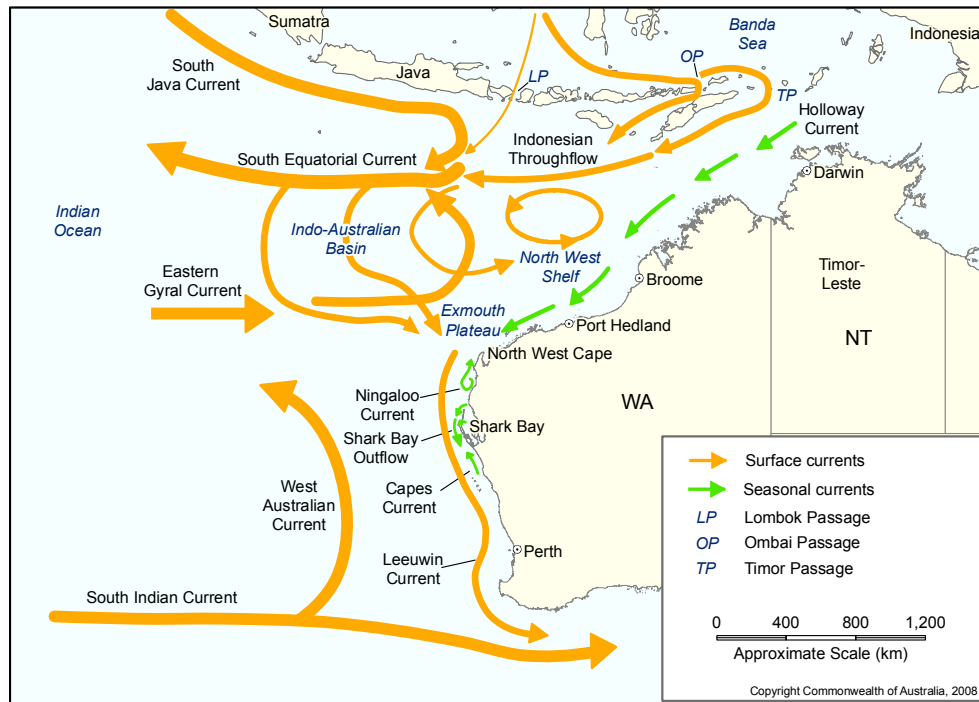 Sumatra
Banda
Sea
Indonesia
South
Java Current
Java
LP
OP
TP
Holloway
Current
Indonesian
Throughflow
South Equatorial Current
Darwin
Indian
Ocean
Indo-Australian
Basin
North West
Shelf
Eastern
Gyral Current
Broome
Timor-
Leste
Exmouth
Plateau
Port Hedland
NT
North West Cape
Ningaloo
Current
WA
Shark Bay
Shark Bay
Outflow
West
Australian
Current
Capes
Current
Perth
Leeuwin
Current
South Indian Current
Surface currents
Seasonal currents
LP Lombok Passage
OP Ombai Passage
TP Timor Passage
0 400 800 1,200
Approximate Scale (km)
Copyright Commonwealth of Australia, 2008